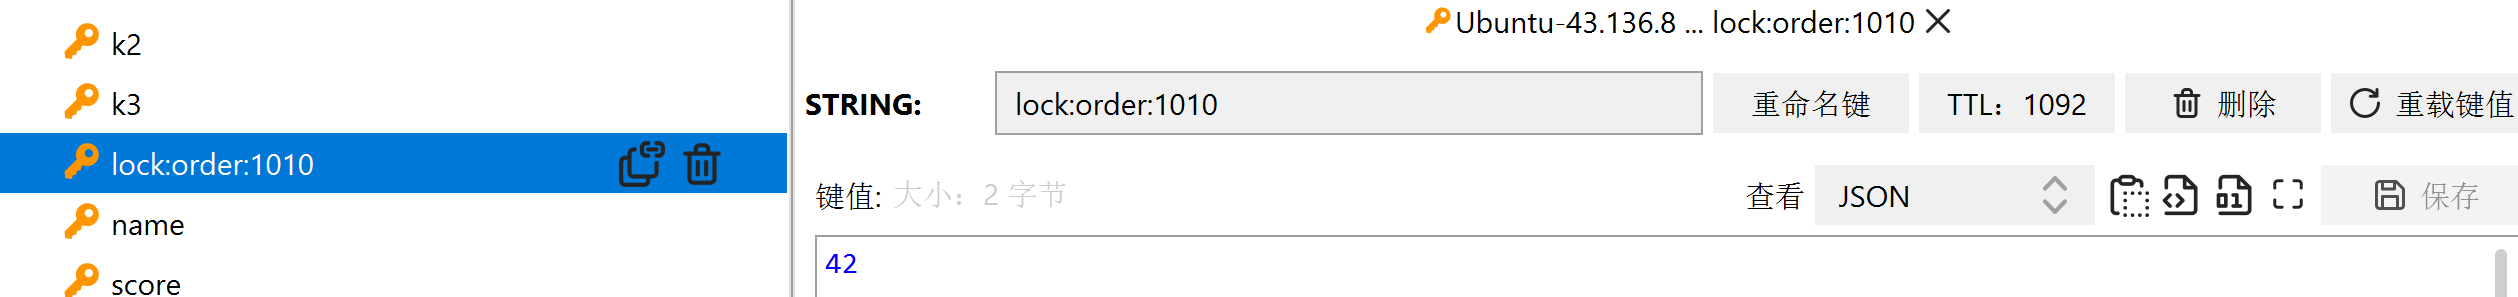 k2
k3
lock:order:1010
name
score
Ubuntu-43.136.8 ... lock:order:1010
STRING: lock:order:1010 重命名键 TTL：1092 删除 重载键值
键值: 大小：2 字节 查看 JSON 保存
42